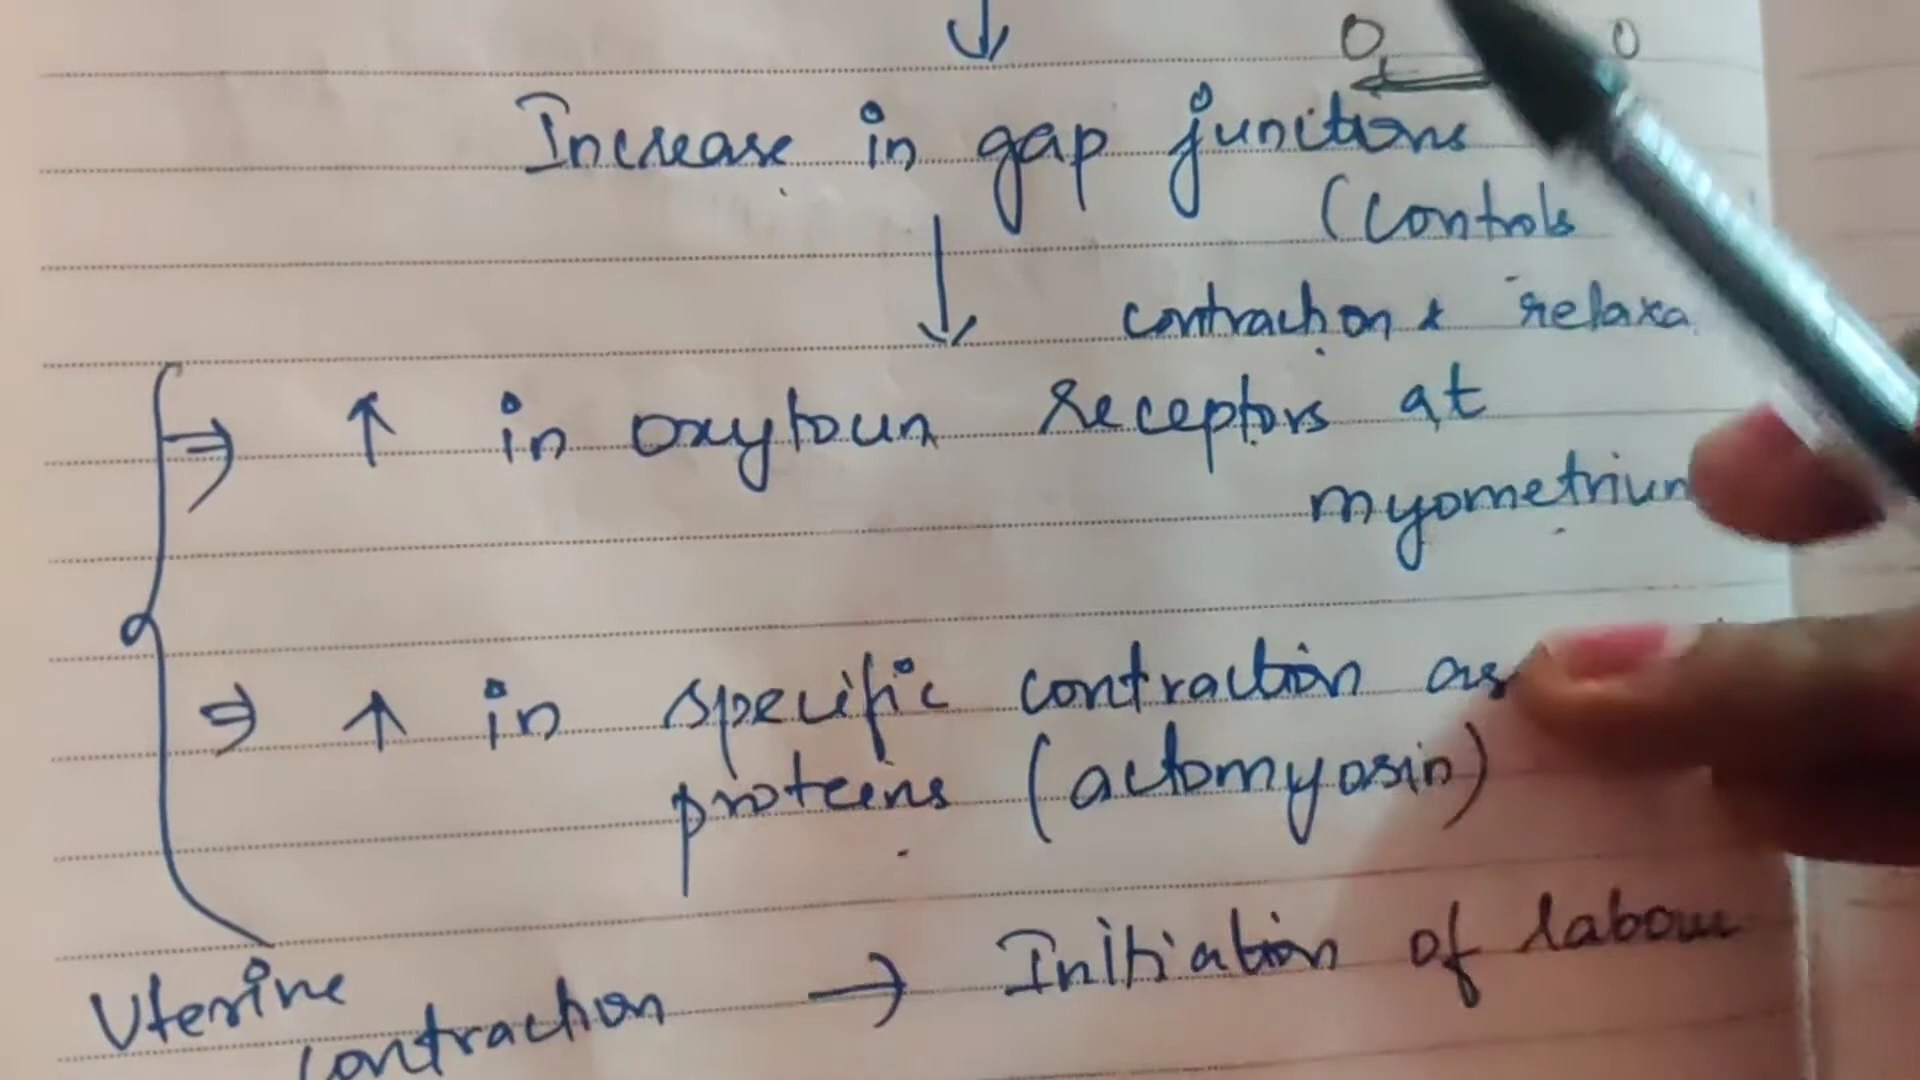 Increase in gap junctions
(controls
contraction & relaxa
⇒ ↑ in oxytocin receptors at
myometrium
⇒ ↑ in specific contraction as
proteins (actomyosin)
Uterine
contraction → Initiation of labour